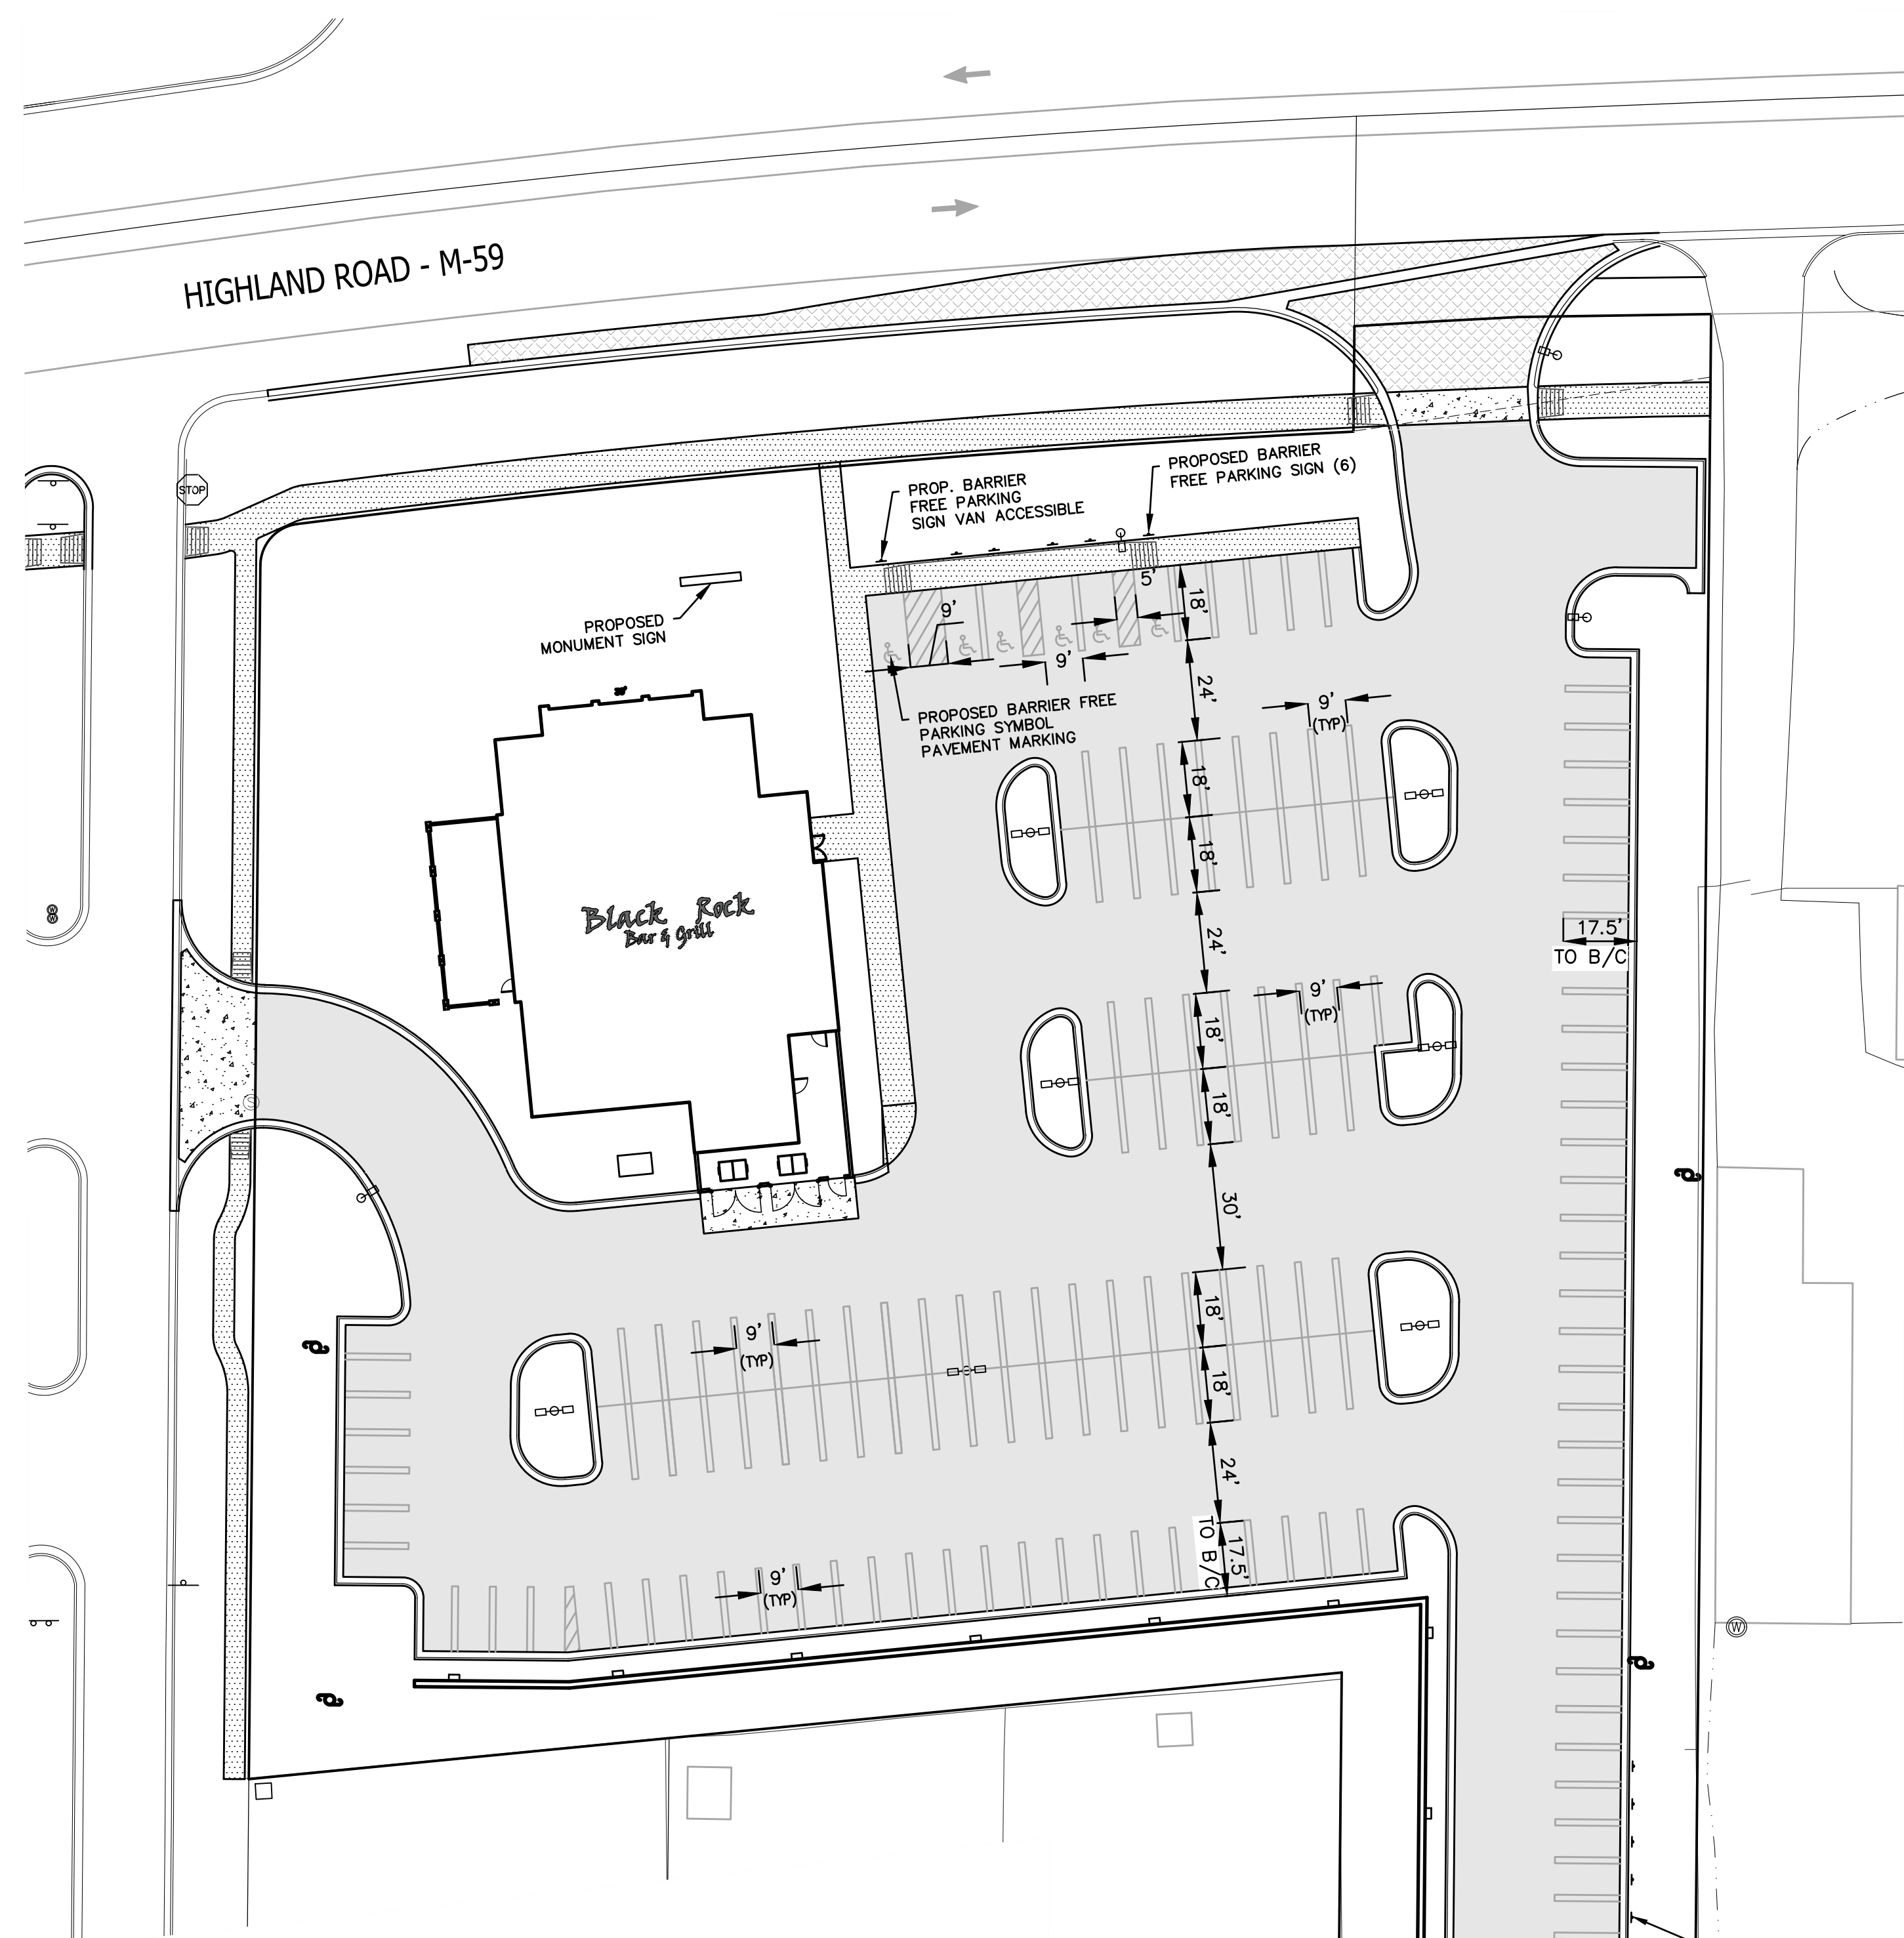 HIGHLAND ROAD - M-59
STOP
PROP. BARRIER
FREE PARKING
SIGN VAN ACCESSIBLE
PROPOSED BARRIER
FREE PARKING SIGN (6)
PROPOSED
MONUMENT SIGN
9'
5'
18'
9'
24'
PROPOSED BARRIER FREE
PARKING SYMBOL
PAVEMENT MARKING
9'
(TYP)
18'
18'
Black Rock
Bar & Grill
W
W
24'
17.5'
TO B/C
9'
(TYP)
18'
18'
S
30'
18'
9'
(TYP)
18'
24'
TO B/C
17.5'
9'
(TYP)
W